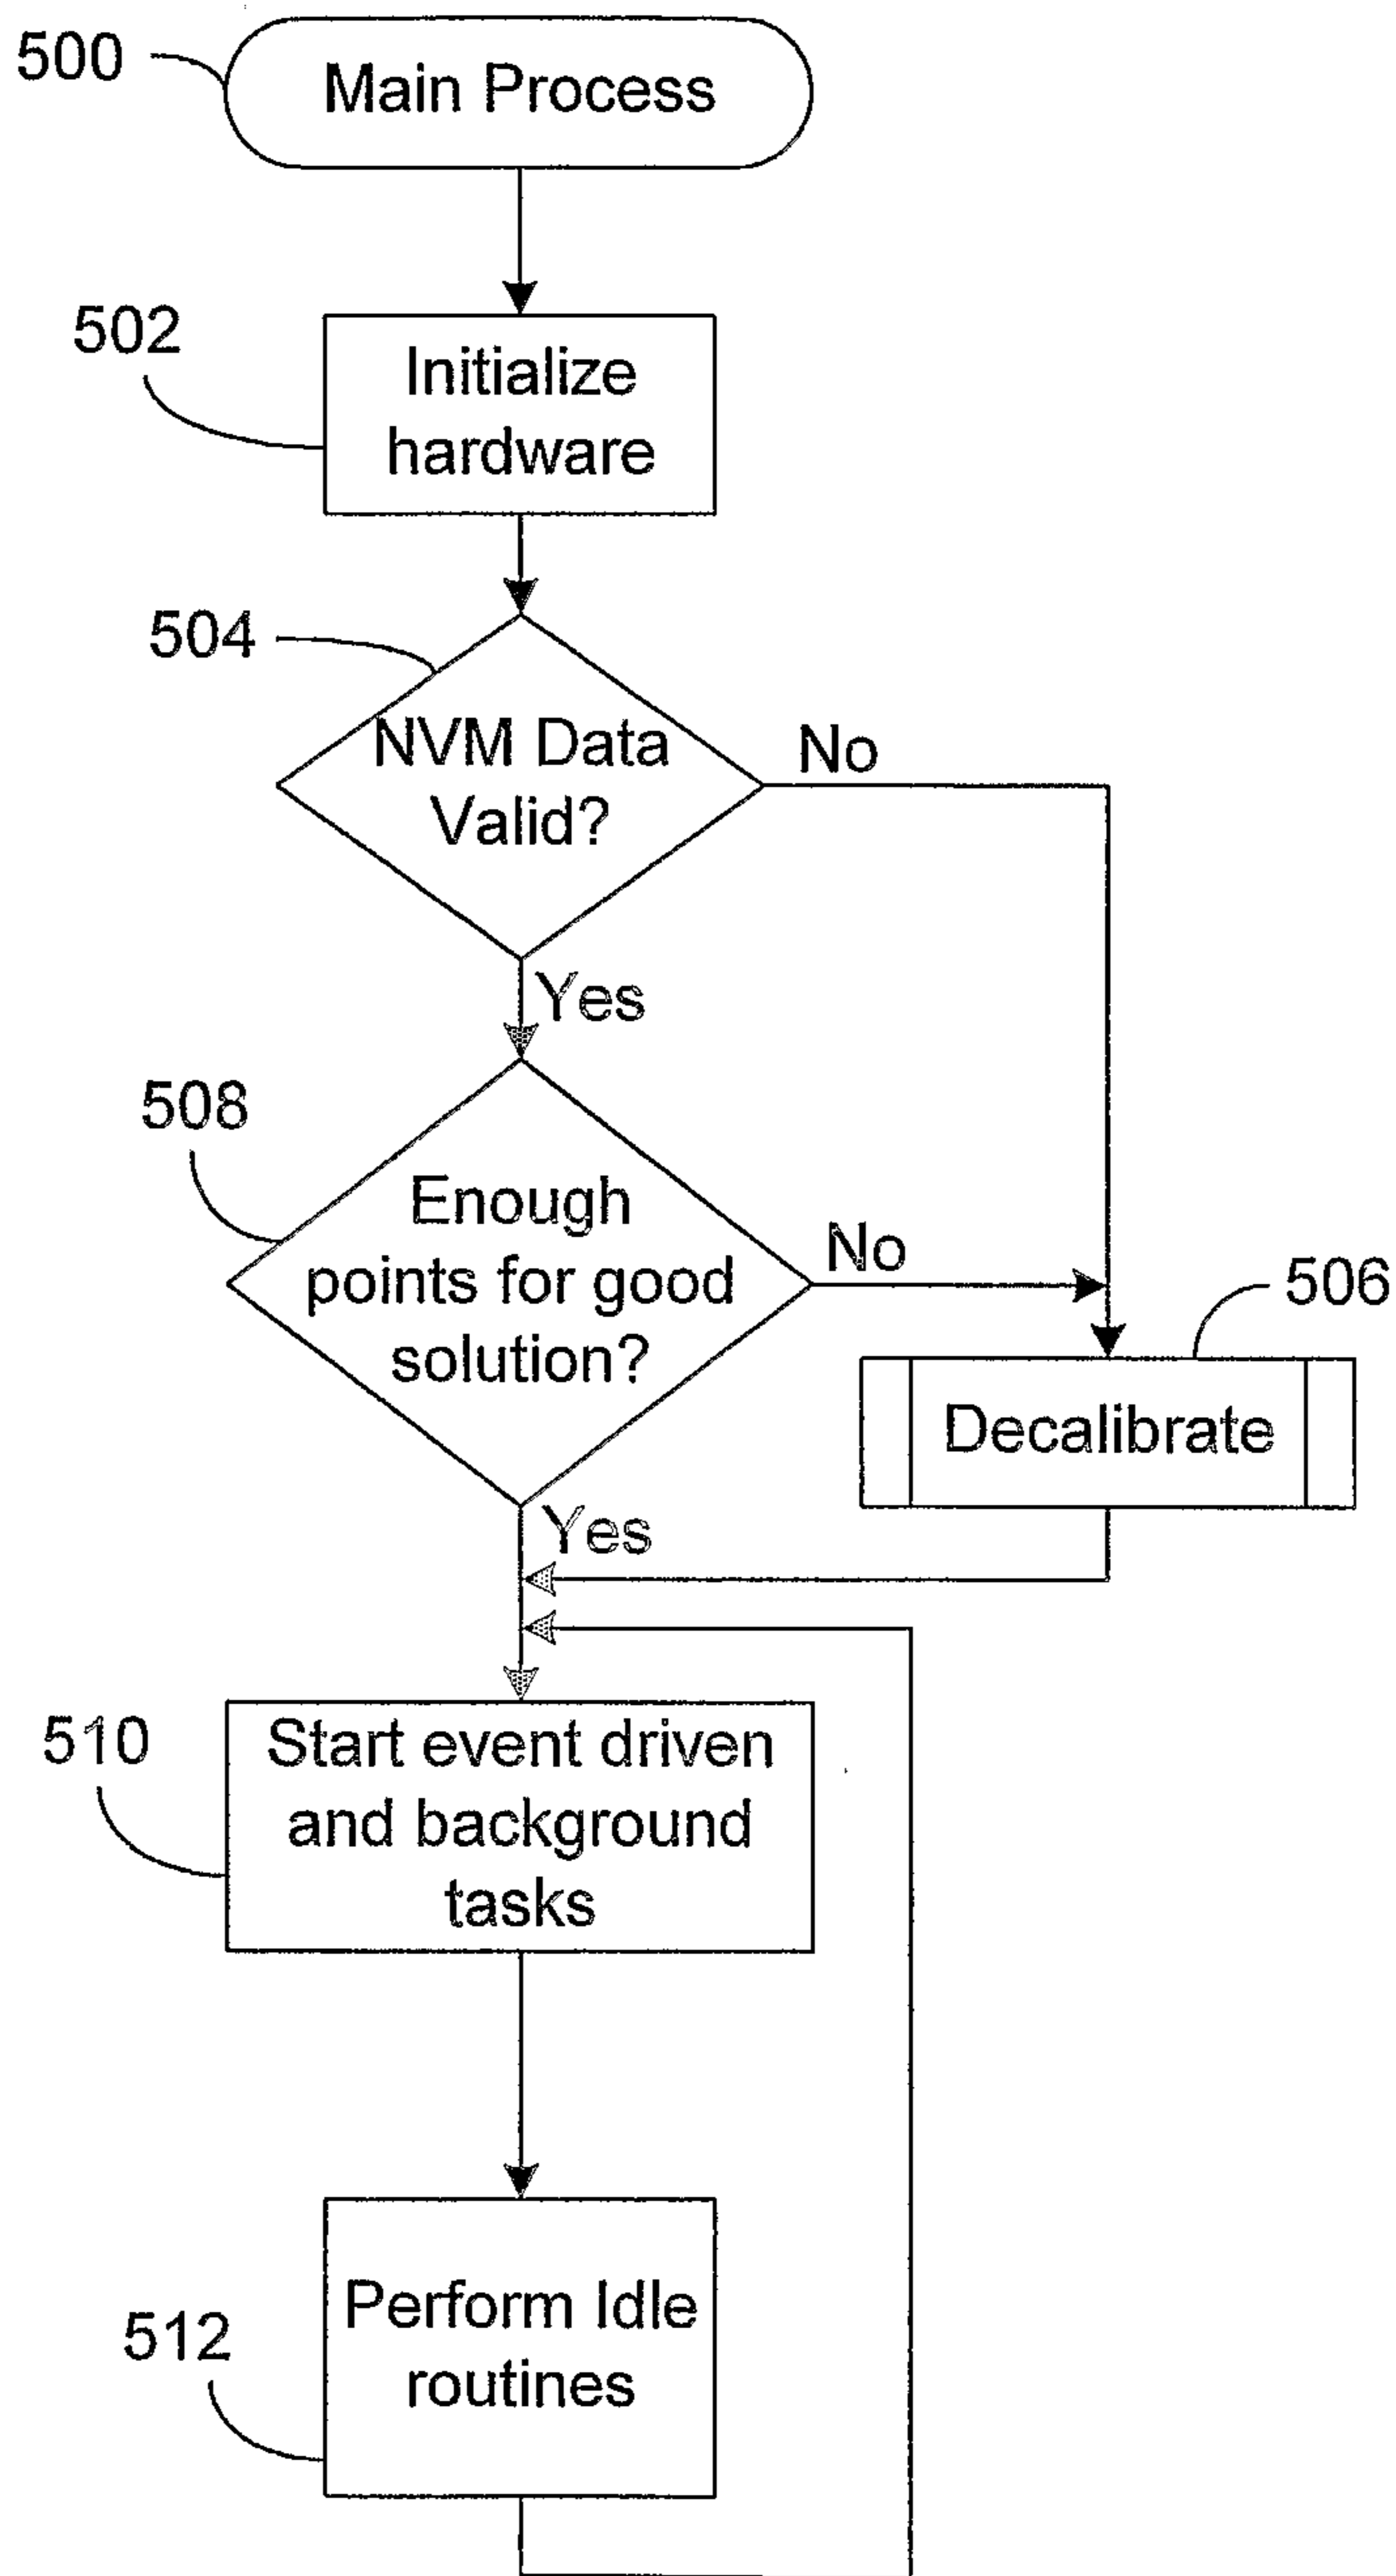 500
Main Process
502
Initialize
hardware
504
NVM Data
Valid?
No
Yes
508
Enough
points for good
solution?
No
506
Decalibrate
Yes
510
Start event driven
and background
tasks
512
Perform Idle
routines